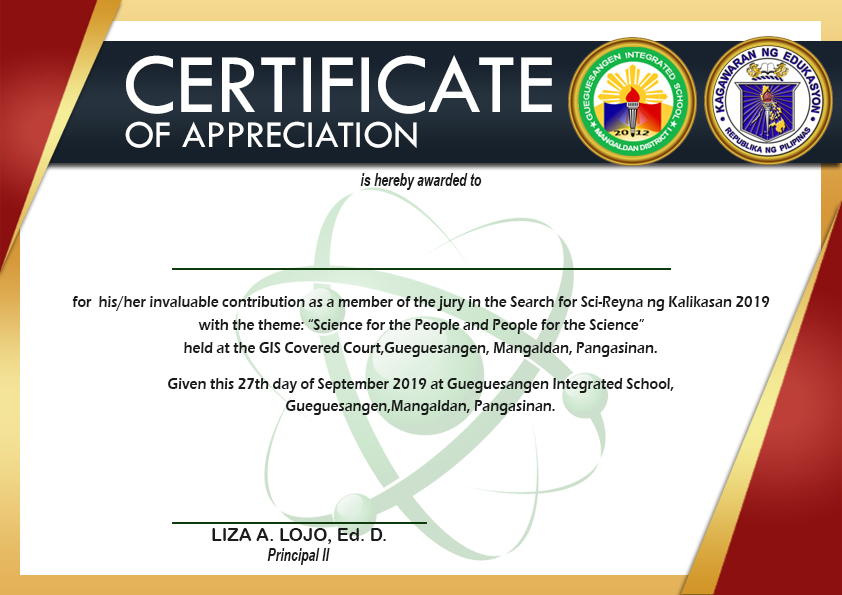 CERTIFICATE
OF APPRECIATION
GUEGUESANGEN INTEGRATED SCHOOL
2012
MANGALDAN DISTRICT I
KAGAWARAN NG EDUKASYON
REPUBLIKA NG PILIPINAS
is hereby awarded to
for his/her invaluable contribution as a member of the jury in the Search for Sci-Reyna ng Kalikasan 2019
with the theme: “Science for the People and People for the Science”
held at the GIS Covered Court,Gueguesangen, Mangaldan, Pangasinan.
Given this 27th day of September 2019 at Gueguesangen Integrated School,
Gueguesangen,Mangaldan, Pangasinan.
LIZA A. LOJO, Ed. D.
Principal II